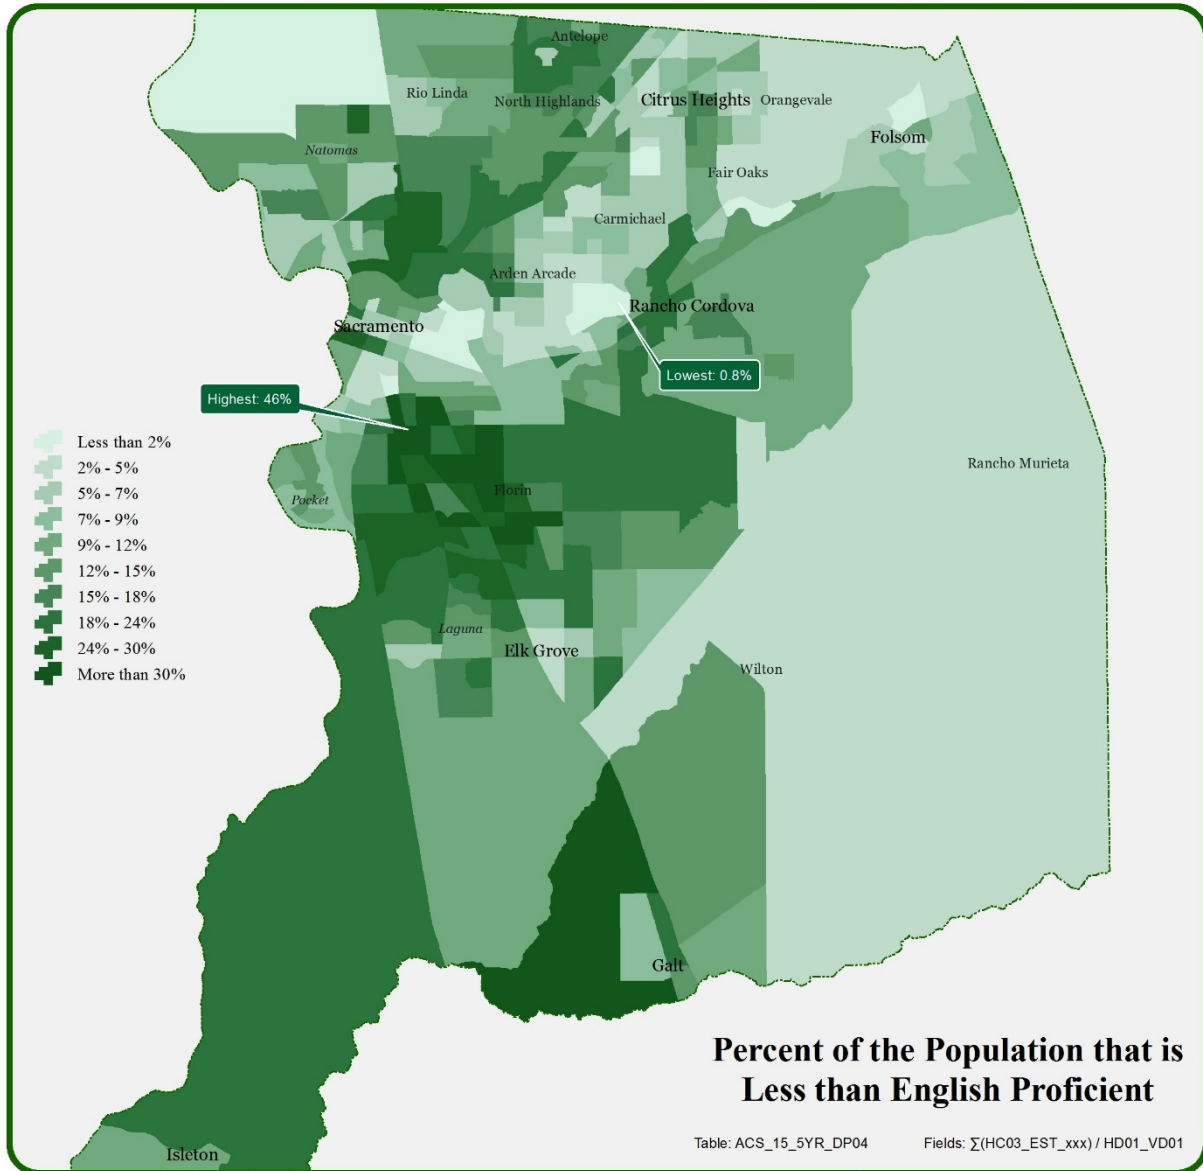 Antelope
Rio Linda
North Highlands
Citrus Heights
Orangevale
Folsom
Natomas
Fair Oaks
Carmichael
Arden Arcade
Rancho Cordova
Sacramento
Lowest: 0.8%
Highest: 46%
Less than 2%
2% - 5%
5% - 7%
7% - 9%
9% - 12%
12% - 15%
15% - 18%
18% - 24%
24% - 30%
More than 30%
Rancho Murieta
Florin
Pocket
Laguna
Elk Grove
Wilton
Galt
Percent of the Population that is
Less than English Proficient
Table: ACS_15_5YR_DP04 Fields: ∑(HC03_EST_xxx) / HD01_VD01
Isleton